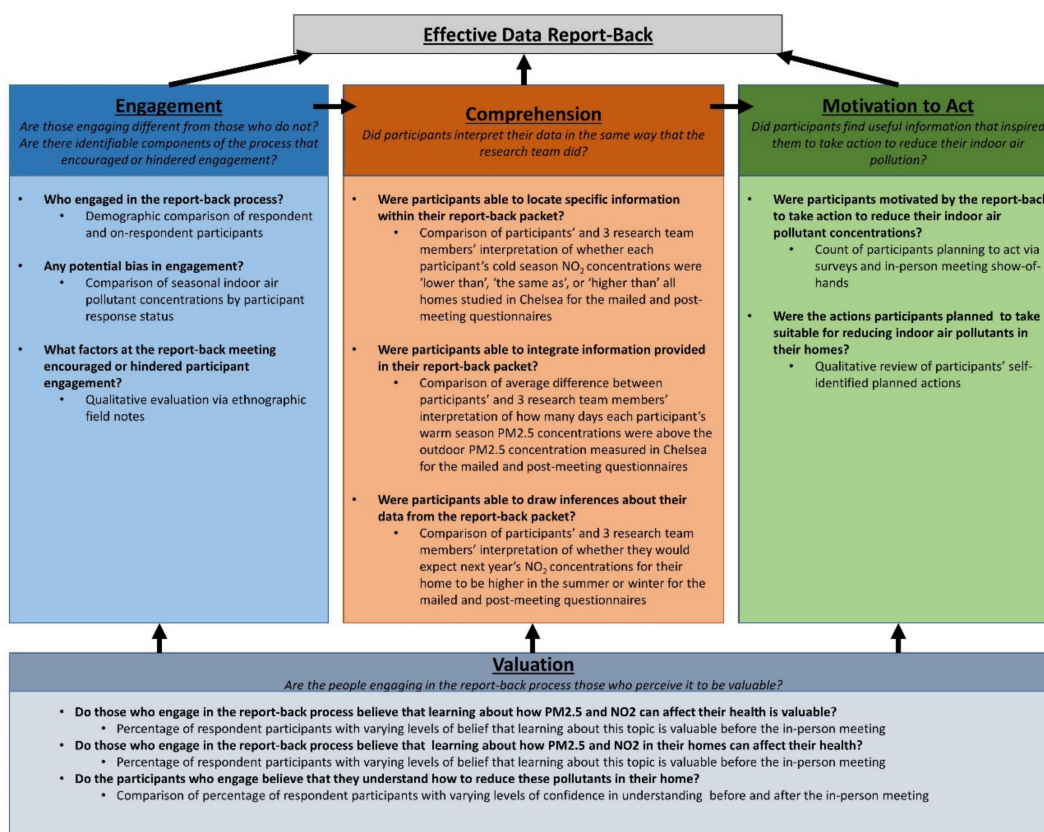 Effective Data Report-Back
Engagement
Are those engaging different from those who do not?
Are there identifiable components of the process that
encouraged or hindered engagement?
• Who engaged in the report-back process?
• Demographic comparison of respondent
and on-respondent participants
• Any potential bias in engagement?
• Comparison of seasonal indoor air
pollutant concentrations by participant
response status
• What factors at the report-back meeting
encouraged or hindered participant
engagement?
• Qualitative evaluation via ethnographic
field notes
Comprehension
Did participants interpret their data in the same way that the
research team did?
• Were participants able to locate specific information
within their report-back packet?
• Comparison of participants’ and 3 research team
members’ interpretation of whether each
participant’s cold season NO₂ concentrations were
‘lower than’, ‘the same as’, or ‘higher than’ all
homes studied in Chelsea for the mailed and post-
meeting questionnaires
• Were participants able to integrate information provided
in their report-back packet?
• Comparison of average difference between
participants’ and 3 research team members’
interpretation of how many days each participant’s
warm season PM2.5 concentrations were above the
outdoor PM2.5 concentration measured in Chelsea
for the mailed and post-meeting questionnaires
• Were participants able to draw inferences about their
data from the report-back packet?
• Comparison of participants’ and 3 research team
members’ interpretation of whether they would
expect next year’s NO₂ concentrations for their
home to be higher in the summer or winter for the
mailed and post-meeting questionnaires
Motivation to Act
Did participants find useful information that inspired
them to take action to reduce their indoor air
pollution?
• Were participants motivated by the report-back
to take action to reduce their indoor air
pollutant concentrations?
• Count of participants planning to act via
surveys and in-person meeting show-of-
hands
• Were the actions participants planned to take
suitable for reducing indoor air pollutants in
their homes?
• Qualitative review of participants’ self-
identified planned actions
Valuation
Are the people engaging in the report-back process those who perceive it to be valuable?
• Do those who engage in the report-back process believe that learning about how PM2.5 and NO2 can affect their health is valuable?
• Percentage of respondent participants with varying levels of belief that learning about this topic is valuable before the in-person meeting
• Do those who engage in the report-back process believe that learning about how PM2.5 and NO2 in their homes can affect their health?
• Percentage of respondent participants with varying levels of belief that learning about this topic is valuable before the in-person meeting
• Do the participants who engage believe that they understand how to reduce these pollutants in their home?
• Comparison of percentage of respondent participants with varying levels of confidence in understanding before and after the in-person meeting